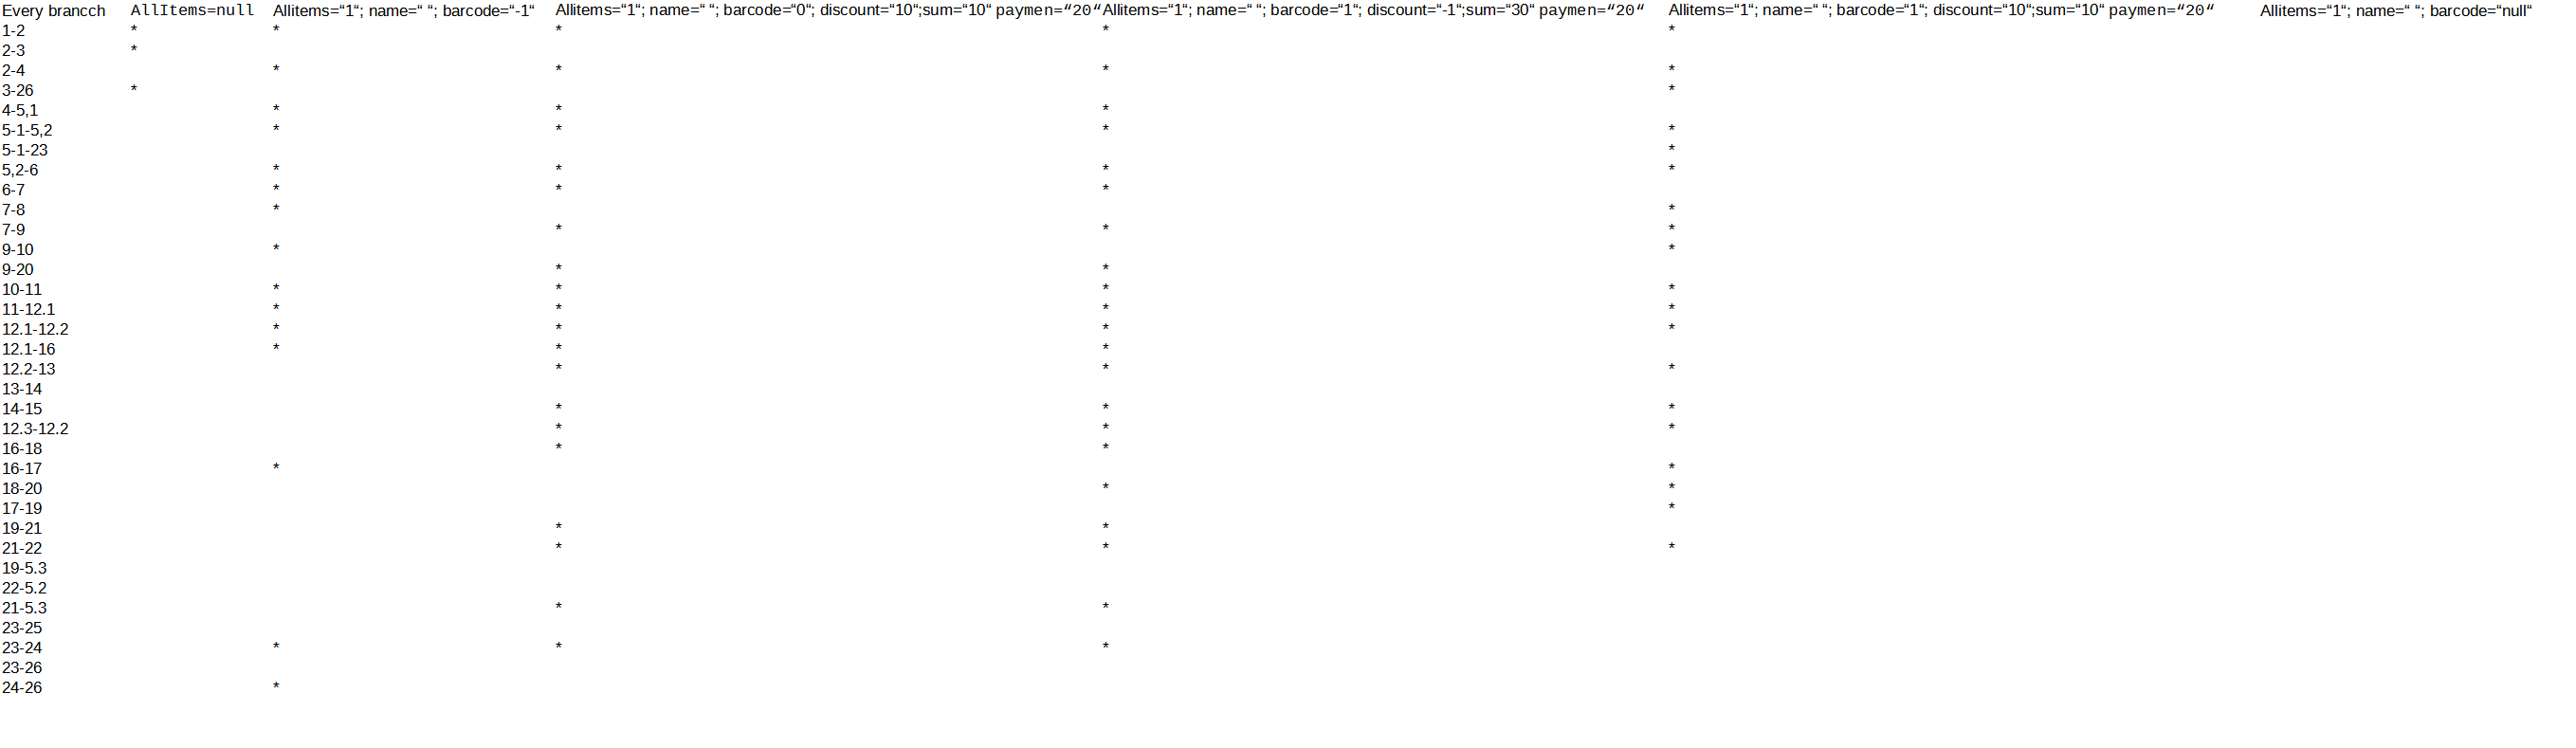 Every brancch AllItems=null Allitems=“1“; name=“ “; barcode=“-1“ Allitems=“1“; name=“ “; barcode=“0“; discount=“10“;sum=“10“ paymen=“20“ Allitems=“1“; name=“ “; barcode=“1“; discount=“-1“;sum=“30“ paymen=“20“ Allitems=“1“; name=“ “; barcode=“1“; discount=“10“;sum=“10“ paymen=“20“ Allitems=“1“; name=“ “; barcode=“null“
1-2 * * * * *
2-3 *
2-4 * * * *
3-26 * *
4-5,1 * * *
5-1-5,2 * * * *
5-1-23 *
5,2-6 * * * *
6-7 * * *
7-8 * *
7-9 * * *
9-10 * *
9-20 * *
10-11 * * * *
11-12.1 * * * *
12.1-12.2 * * * *
12.1-16 * * *
12.2-13 * * *
13-14
14-15 * * *
12.3-12.2 * * *
16-18 * *
16-17 * *
18-20 * *
17-19 *
19-21 * *
21-22 * * *
19-5.3
22-5.2
21-5.3 * *
23-25
23-24 * * *
23-26
24-26 *